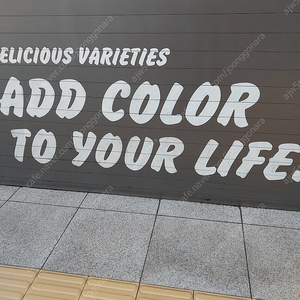 ELICIOUS VARIETIES
ADD COLOR
TO YOUR LIFE.